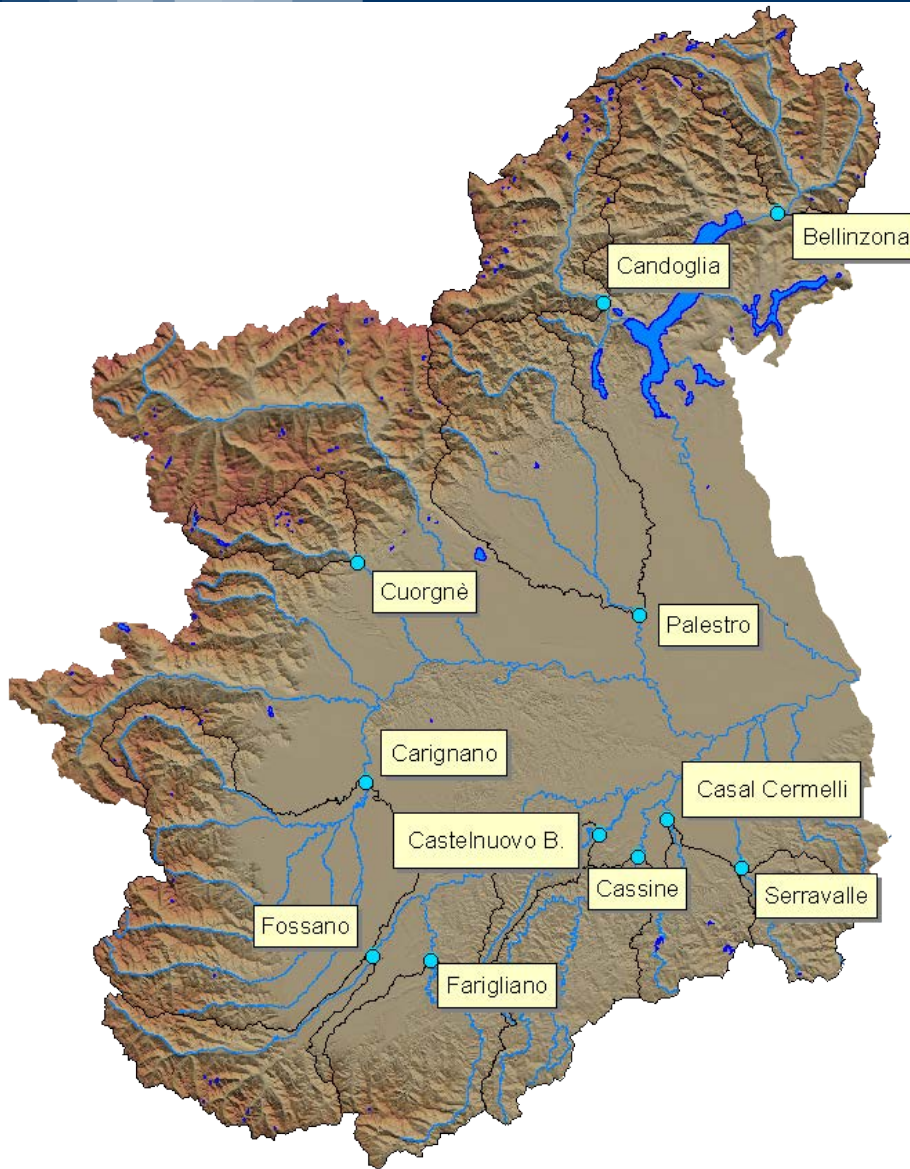 Bellinzona
Candoglia
Cuorgnè
Palestro
Carignano
Casal Cermelli
Castelnuovo B.
Cassine
Serravalle
Fossano
Farigliano